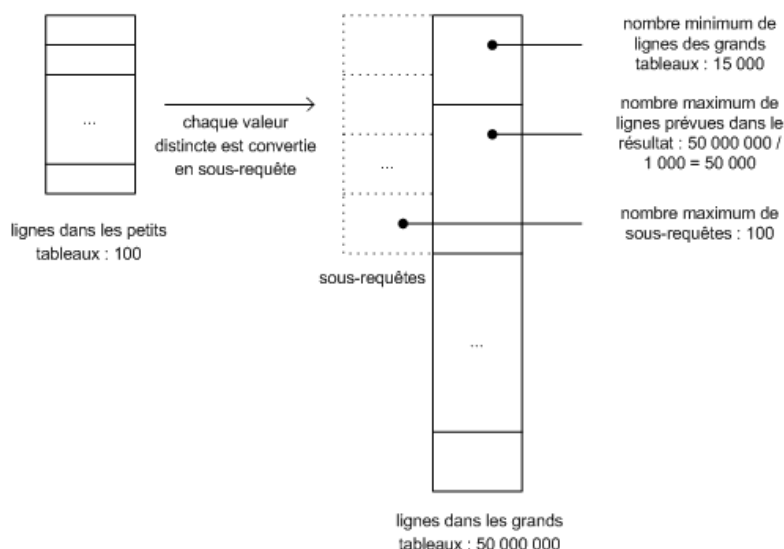 nombre minimum de
lignes des grands
tableaux : 15 000
...
chaque valeur
distincte est convertie
en sous-requête
nombre maximum de
lignes prévues dans le
résultat : 50 000 000 /
1 000 = 50 000
...
lignes dans les petits
tableaux : 100
nombre maximum de
sous-requêtes : 100
sous-requêtes
...
lignes dans les grands
tableaux : 50 000 000